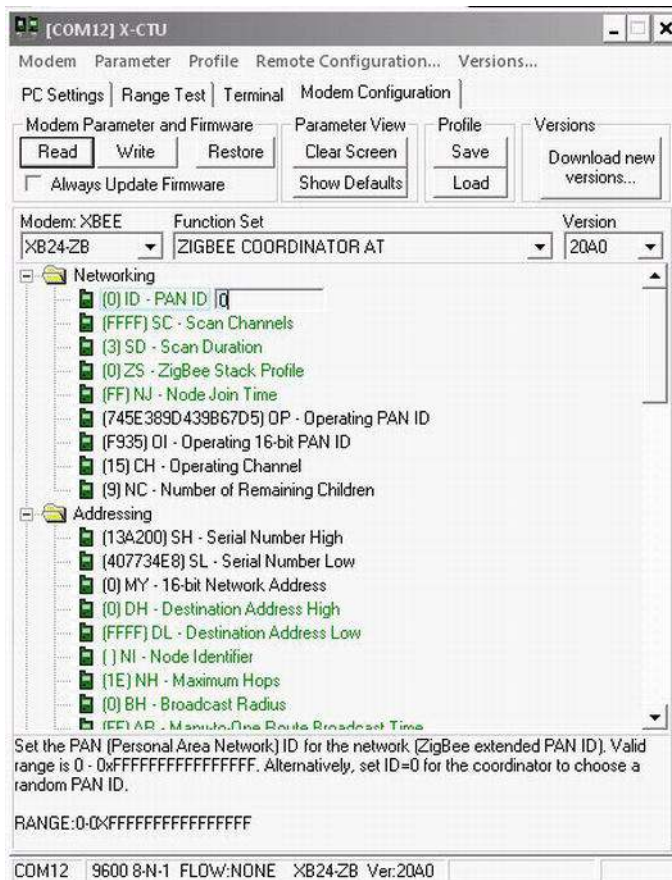 [COM12] X-CTU
Modem Parameter Profile Remote Configuration... Versions...
PC Settings Range Test Terminal Modem Configuration
Modem Parameter and Firmware Parameter View Profile Versions
Read Write Restore Clear Screen Save Download new versions...
Always Update Firmware Show Defaults Load
Modem: XBEE Function Set Version
XB24-ZB ZIGBEE COORDINATOR AT 20A0
Networking
(0) ID - PAN ID 0
(FFFF) SC - Scan Channels
(3) SD - Scan Duration
(0) ZS - ZigBee Stack Profile
(FF) NJ - Node Join Time
(745E389D439B67D5) OP - Operating PAN ID
(F935) OI - Operating 16-bit PAN ID
(15) CH - Operating Channel
(9) NC - Number of Remaining Children
Addressing
(13A200) SH - Serial Number High
(407734E8) SL - Serial Number Low
(0) MY - 16-bit Network Address
(0) DH - Destination Address High
(FFFF) DL - Destination Address Low
( ) NI - Node Identifier
(1E) NH - Maximum Hops
(0) BH - Broadcast Radius
(FF) AR - Many-to-One Route Broadcast Time
Set the PAN (Personal Area Network) ID for the network (ZigBee extended PAN ID). Valid
range is 0 - 0xFFFFFFFFFFFFFFFF. Alternatively, set ID=0 for the coordinator to choose a
random PAN ID.
RANGE:0-0XFFFFFFFFFFFFFFFF
COM12 9600 8-N-1 FLOW:NONE XB24-ZB Ver:20A0